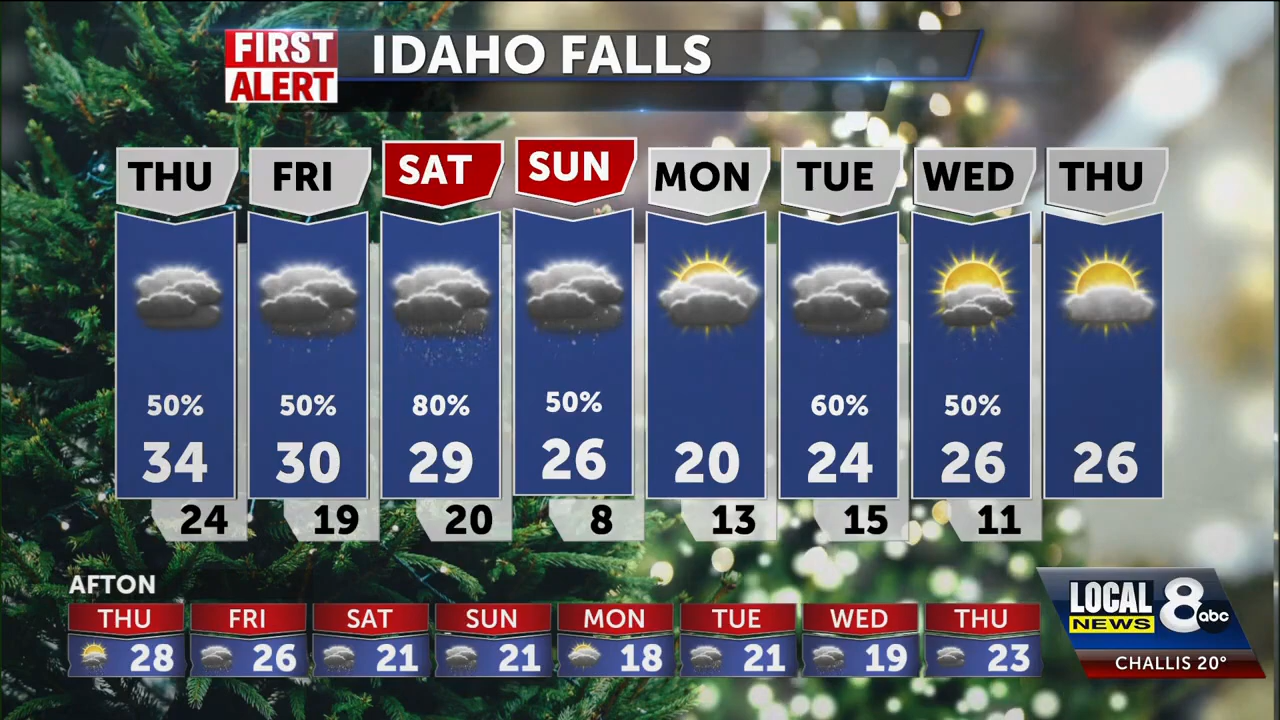 FIRST ALERT
IDAHO FALLS
THU FRI SAT SUN MON TUE WED THU
50% 50% 80% 50% 60% 50%
34 30 29 26 20 24 26 26
24 19 20 8 13 15 11
AFTON
THU FRI SAT SUN MON TUE WED THU
28 26 21 21 18 21 19 23
LOCAL NEWS 8 abc
CHALLIS 20°